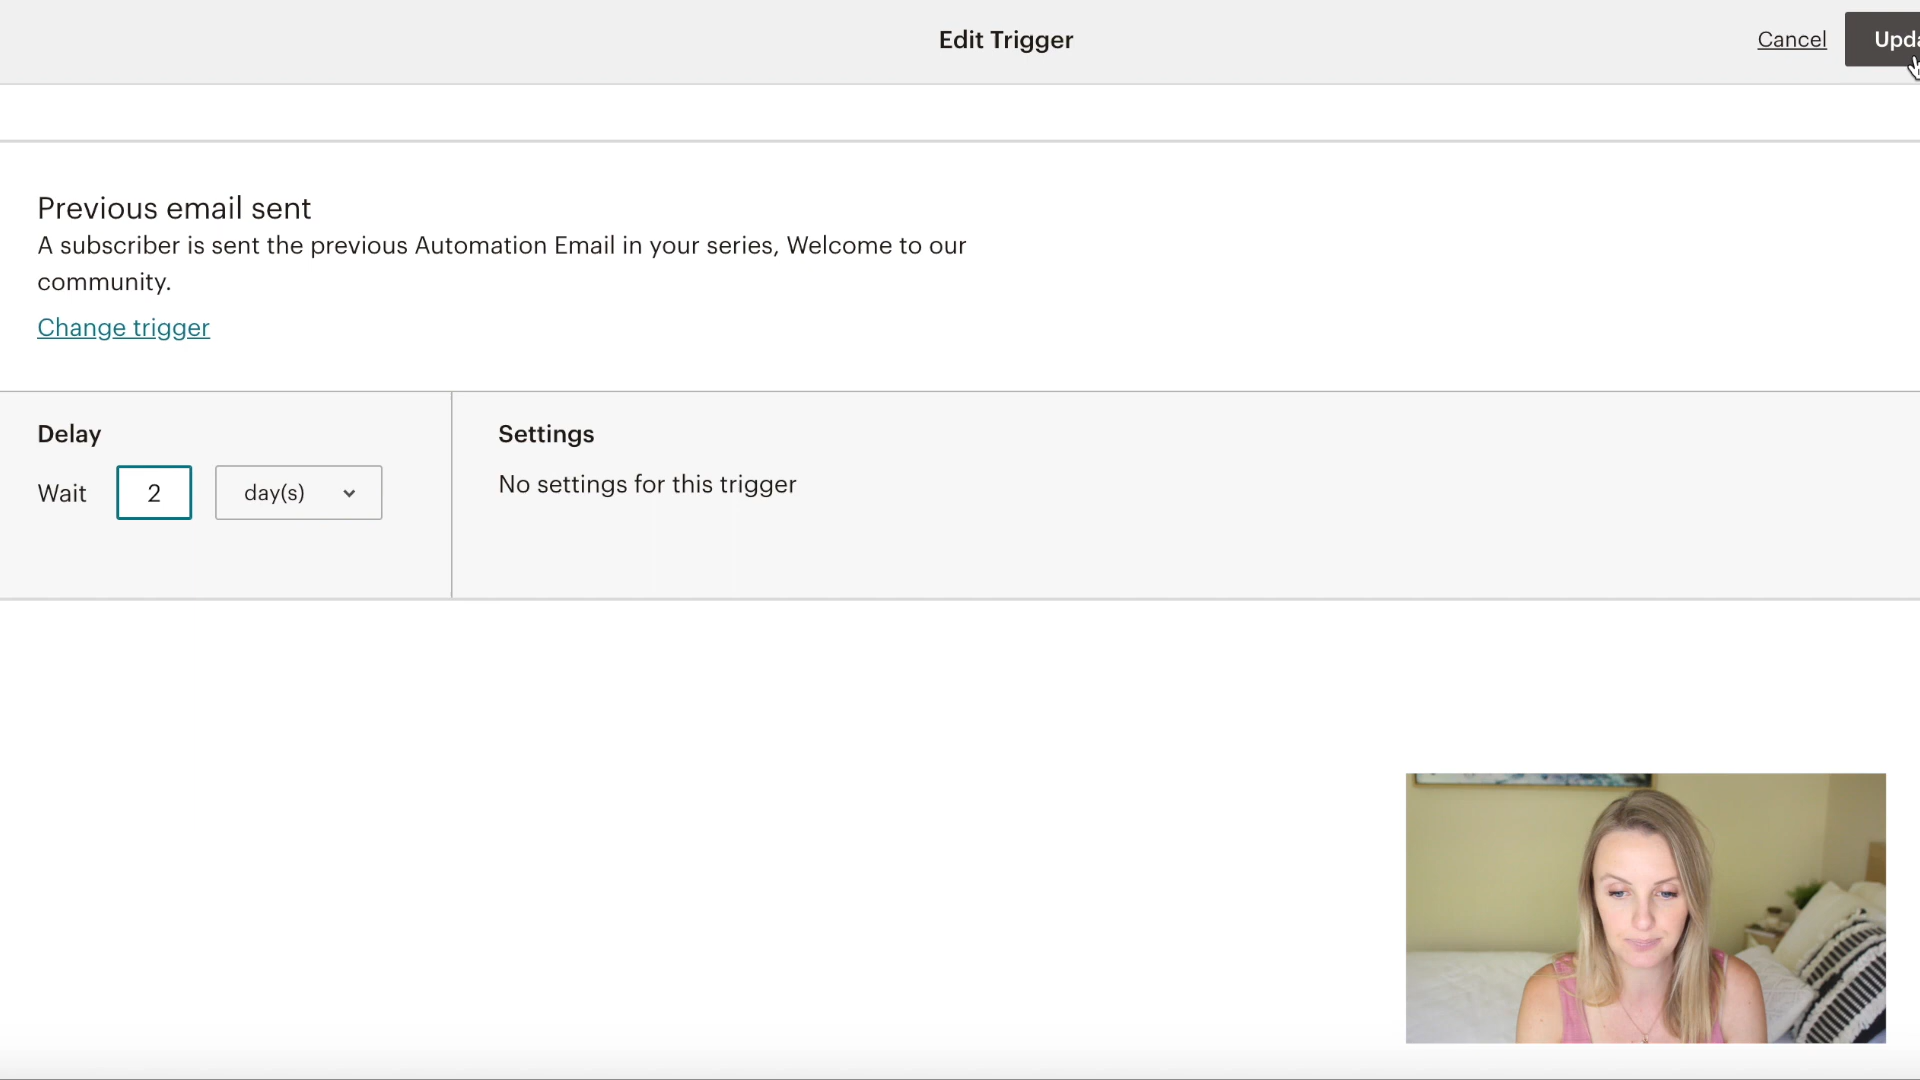 Edit Trigger
Cancel
Previous email sent
A subscriber is sent the previous Automation Email in your series, Welcome to our
community.
Change trigger
Delay
Settings
Wait 2 day(s)
No settings for this trigger